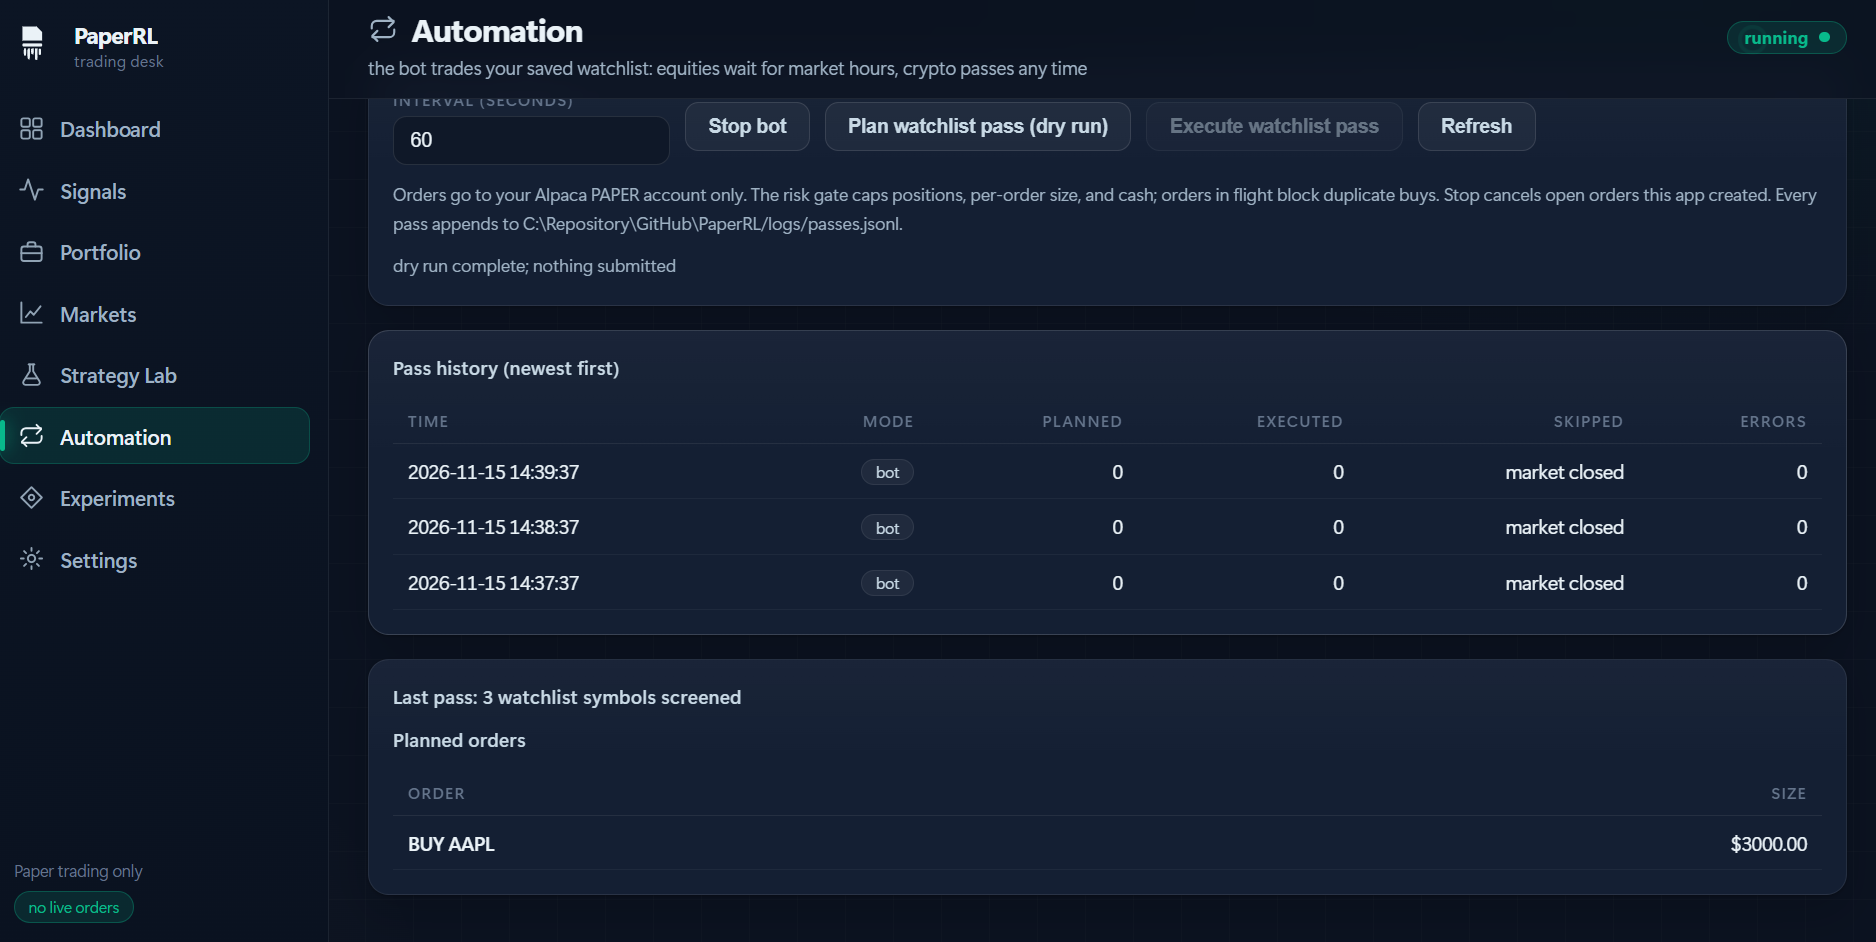 PaperRL
trading desk
Dashboard
Signals
Portfolio
Markets
Strategy Lab
Automation
Experiments
Settings
Paper trading only
no live orders
Automation
the bot trades your saved watchlist: equities wait for market hours, crypto passes any time
running
INTERVAL (SECONDS)
60
Stop bot
Plan watchlist pass (dry run)
Execute watchlist pass
Refresh
Orders go to your Alpaca PAPER account only. The risk gate caps positions, per-order size, and cash; orders in flight block duplicate buys. Stop cancels open orders this app created. Every
pass appends to C:\Repository\GitHub\PaperRL/logs/passes.jsonl.
dry run complete; nothing submitted
Pass history (newest first)
TIME MODE PLANNED EXECUTED SKIPPED ERRORS
2026-11-15 14:39:37 bot 0 0 market closed 0
2026-11-15 14:38:37 bot 0 0 market closed 0
2026-11-15 14:37:37 bot 0 0 market closed 0
Last pass: 3 watchlist symbols screened
Planned orders
ORDER SIZE
BUY AAPL $3000.00